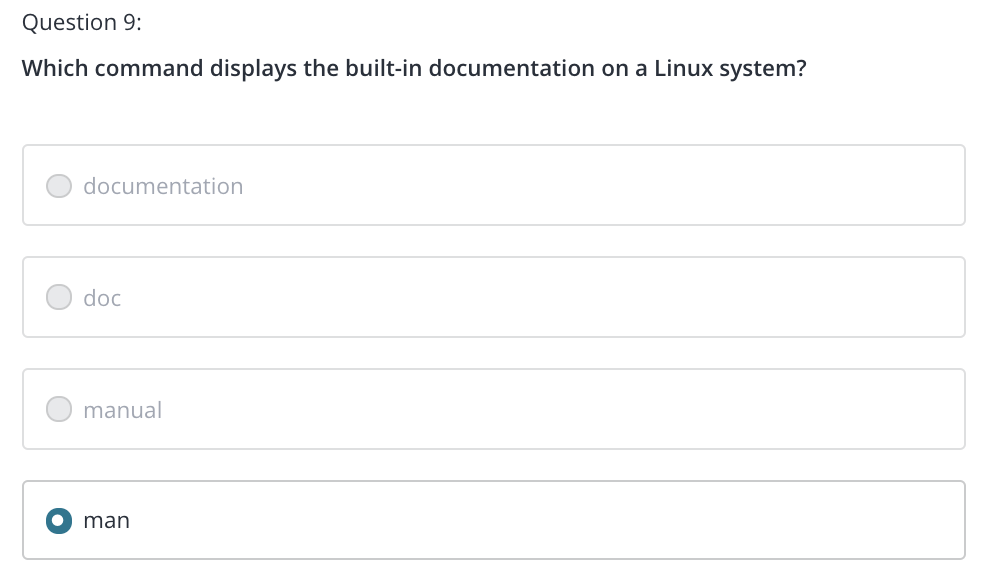 Question 9:
Which command displays the built-in documentation on a Linux system?
documentation
doc
manual
man